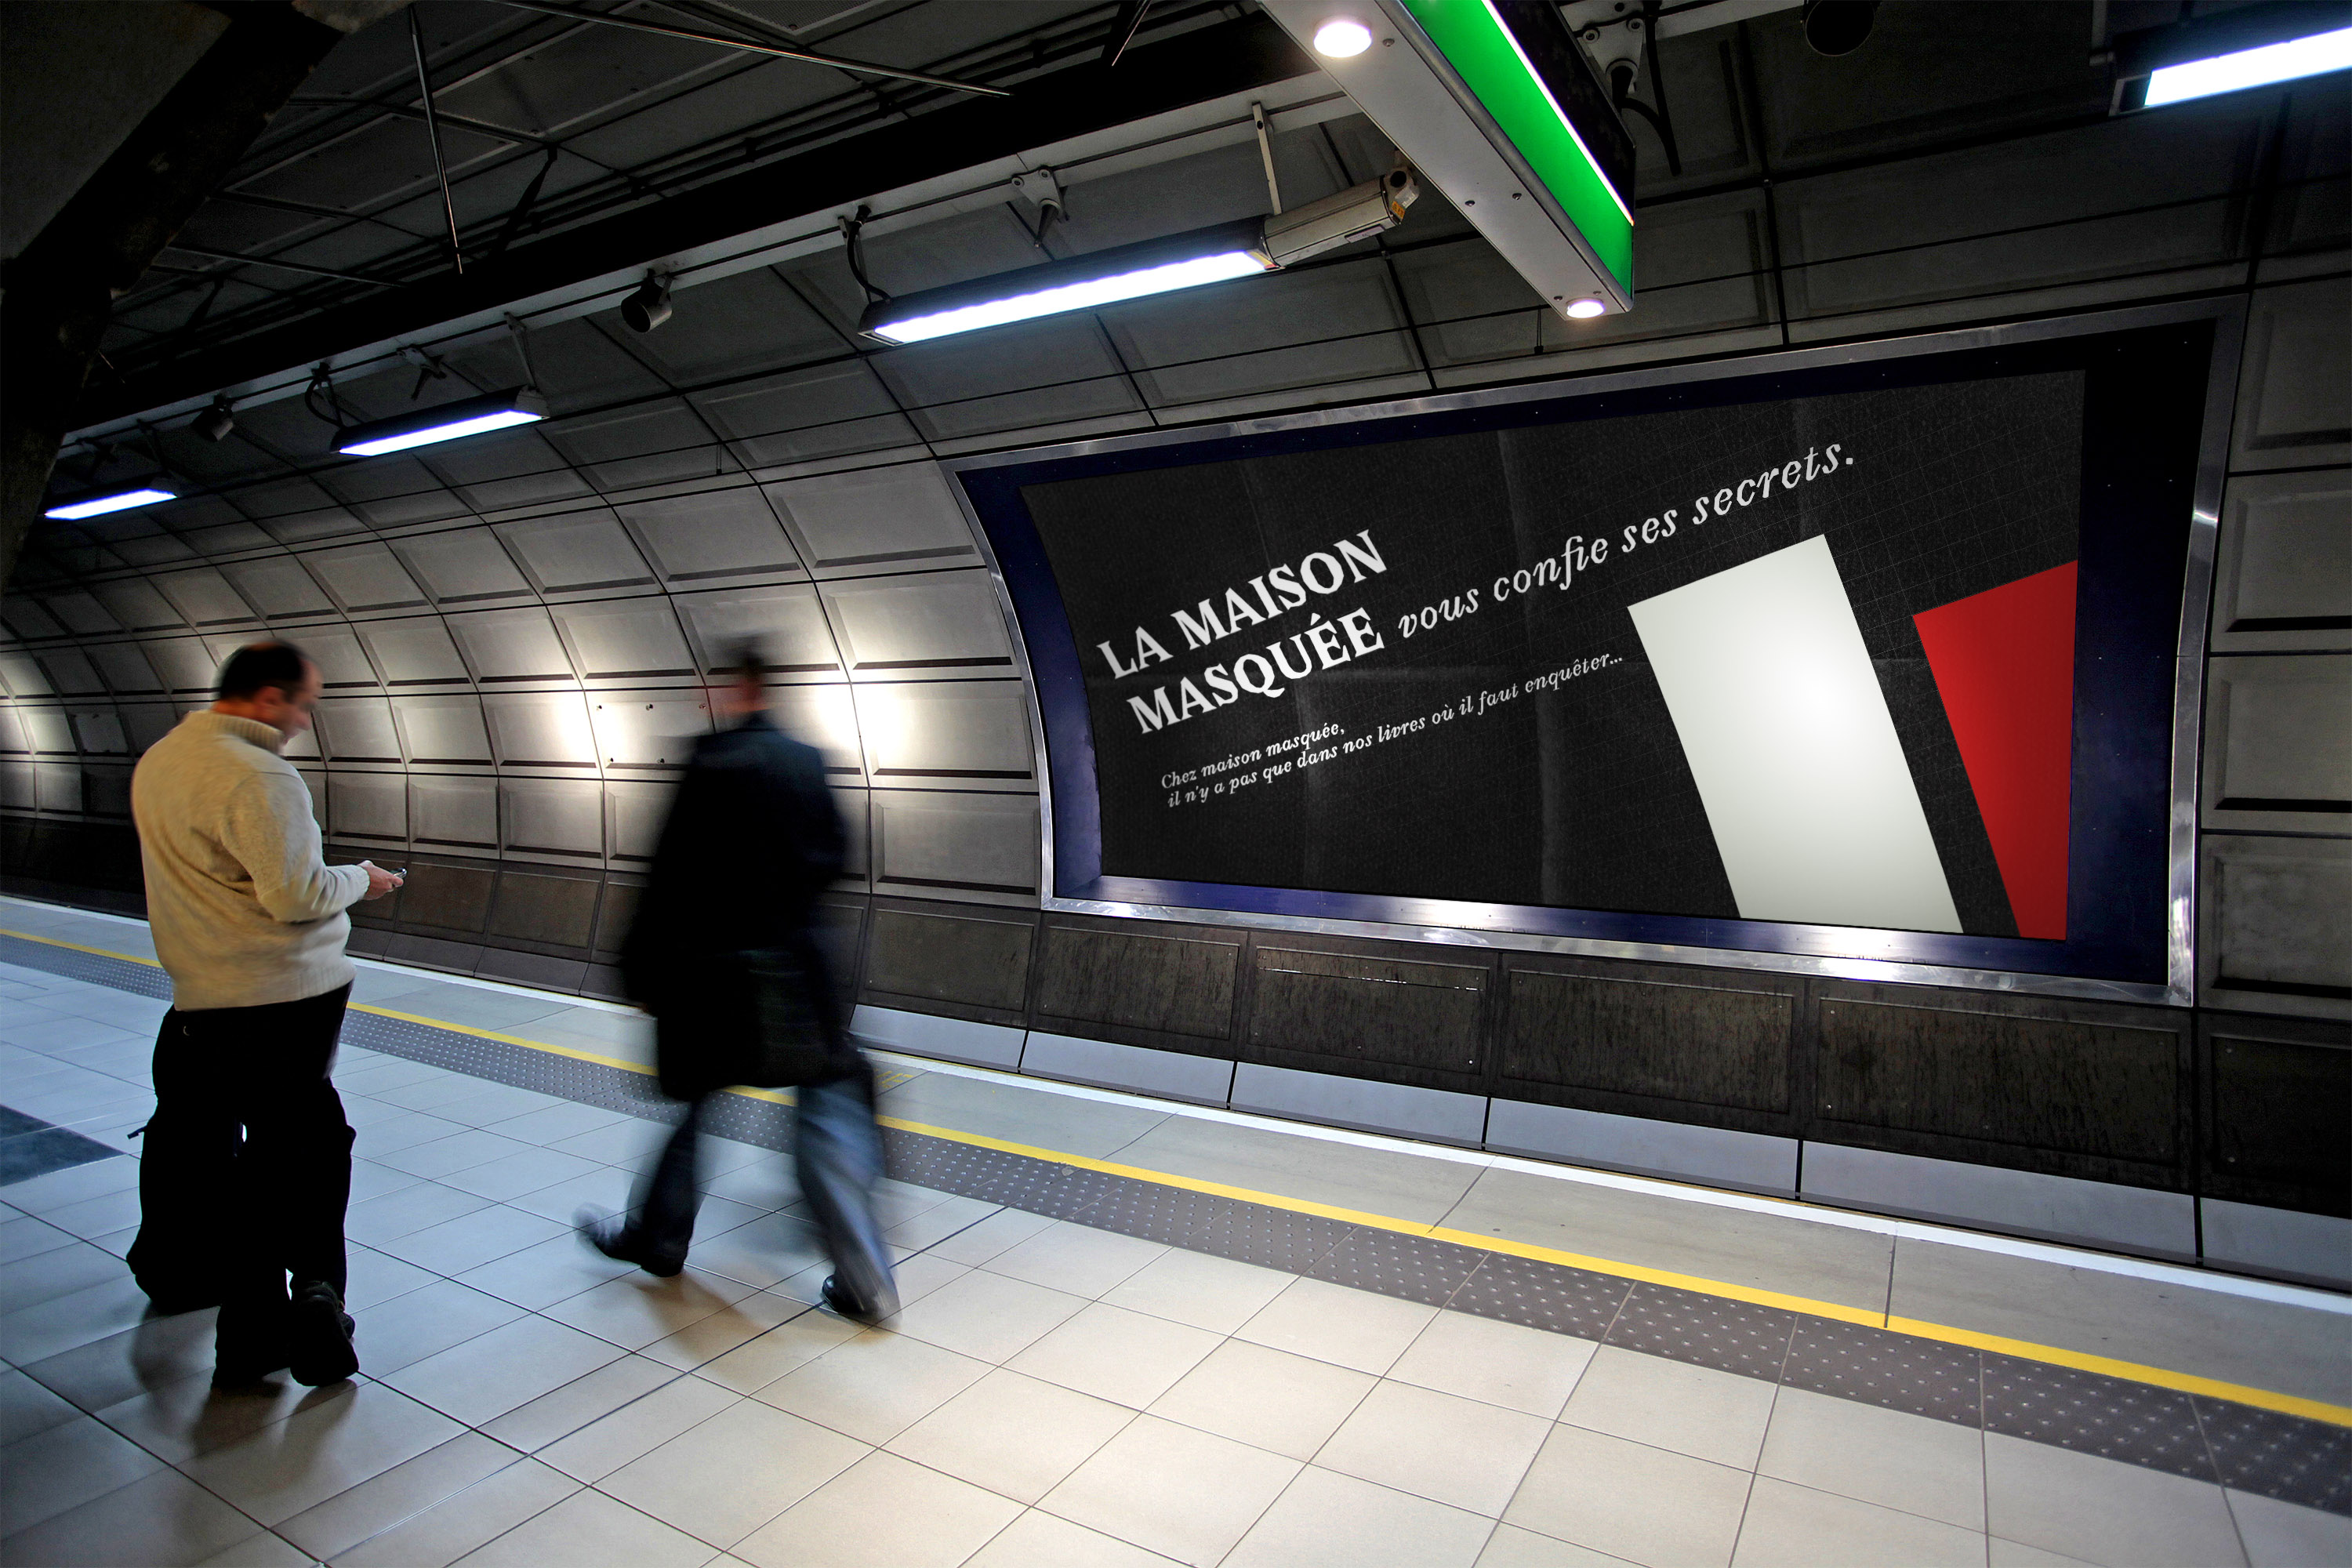 LA MAISON
MASQUÉE vous confie ses secrets.
Chez maison masquée,
il n'y a pas que dans nos livres où il faut enquêter...